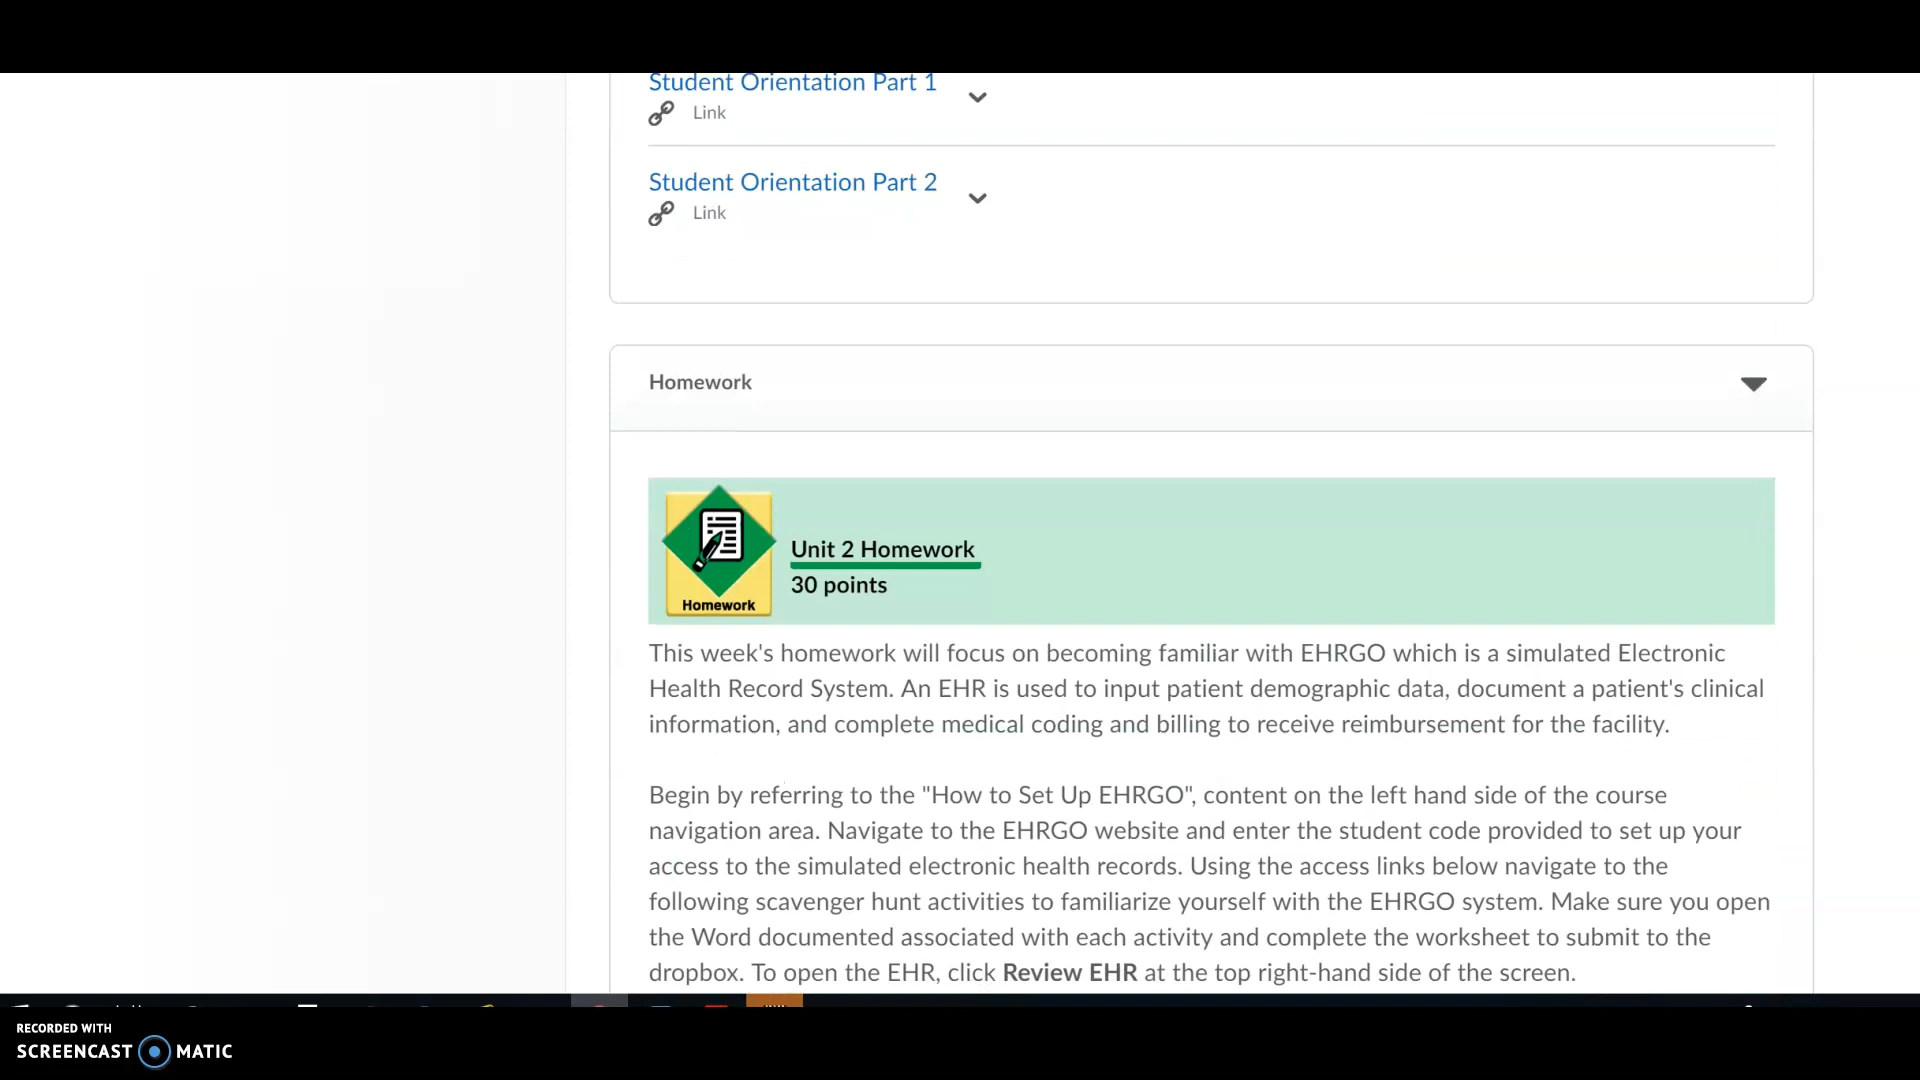 Student Orientation Part 1
Link
Student Orientation Part 2
Link
Homework
Homework
Unit 2 Homework
30 points
This week's homework will focus on becoming familiar with EHRGO which is a simulated Electronic
Health Record System. An EHR is used to input patient demographic data, document a patient's clinical
information, and complete medical coding and billing to receive reimbursement for the facility.
Begin by referring to the "How to Set Up EHRGO", content on the left hand side of the course
navigation area. Navigate to the EHRGO website and enter the student code provided to set up your
access to the simulated electronic health records. Using the access links below navigate to the
following scavenger hunt activities to familiarize yourself with the EHRGO system. Make sure you open
the Word documented associated with each activity and complete the worksheet to submit to the
dropbox. To open the EHR, click Review EHR at the top right-hand side of the screen.
RECORDED WITH
SCREENCAST MATIC